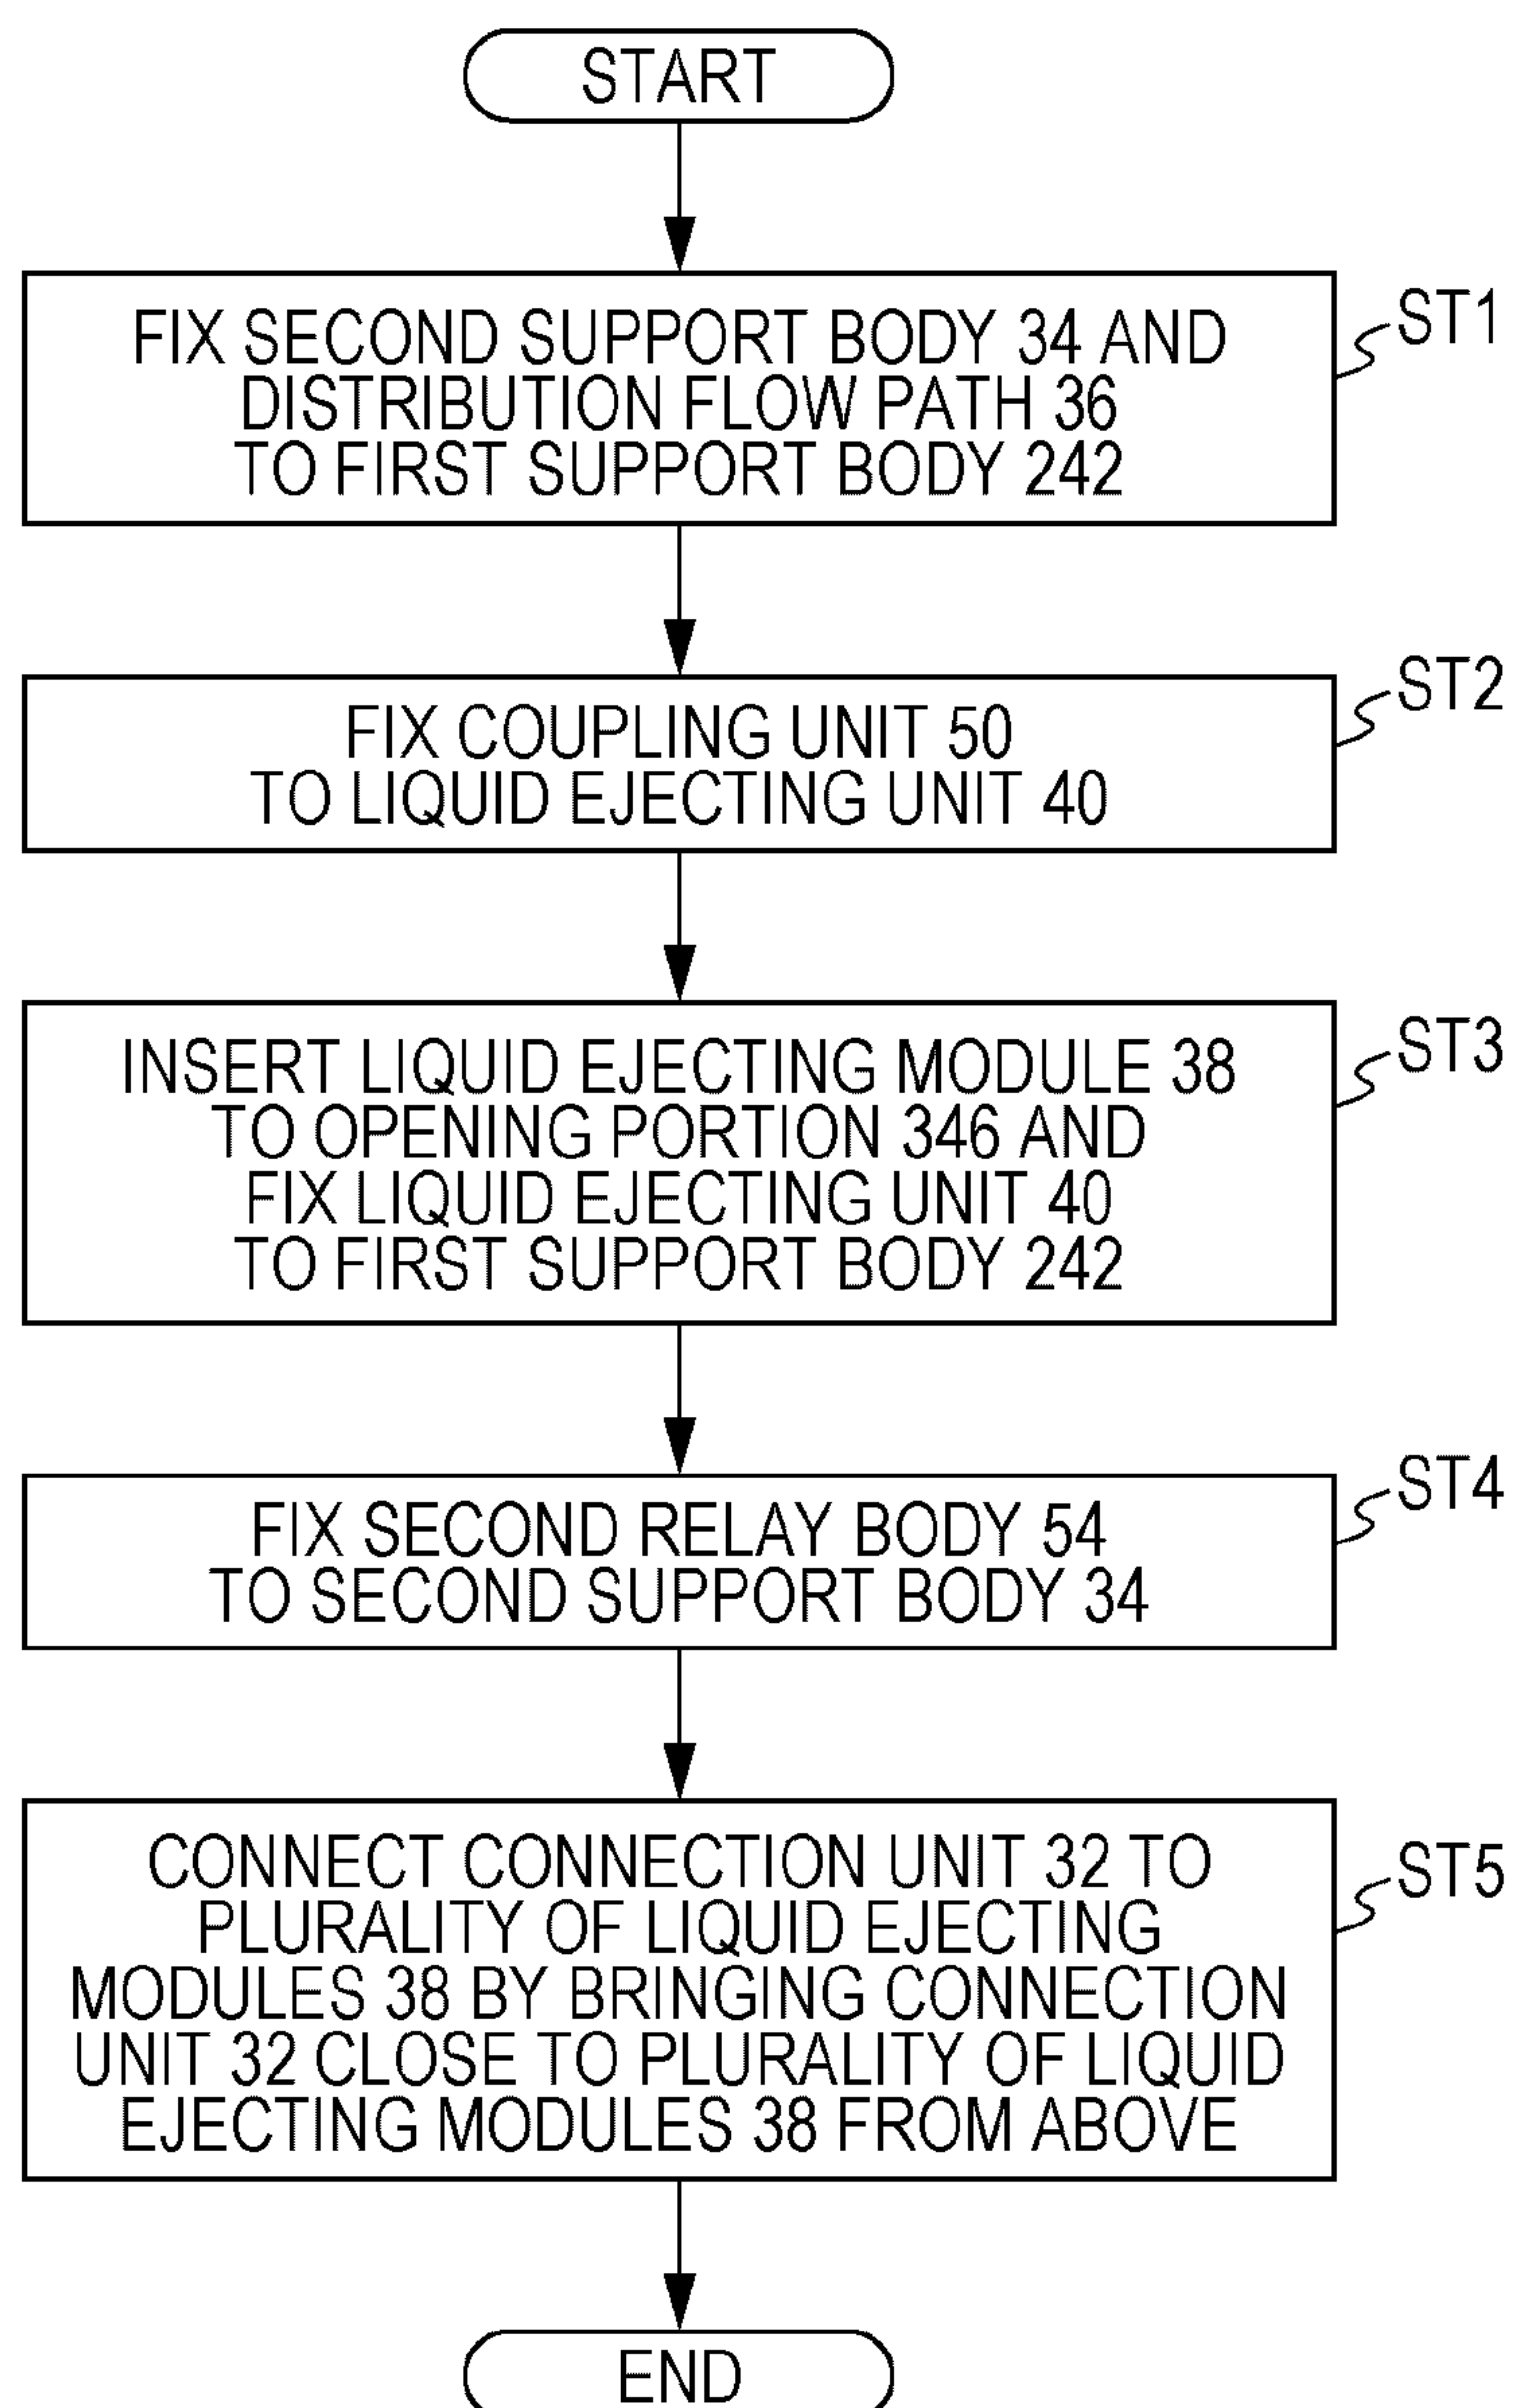 START
FIX SECOND SUPPORT BODY 34 AND
DISTRIBUTION FLOW PATH 36
TO FIRST SUPPORT BODY 242
ST1
FIX COUPLING UNIT 50
TO LIQUID EJECTING UNIT 40
ST2
INSERT LIQUID EJECTING MODULE 38
TO OPENING PORTION 346 AND
FIX LIQUID EJECTING UNIT 40
TO FIRST SUPPORT BODY 242
ST3
FIX SECOND RELAY BODY 54
TO SECOND SUPPORT BODY 34
ST4
CONNECT CONNECTION UNIT 32 TO
PLURALITY OF LIQUID EJECTING
MODULES 38 BY BRINGING CONNECTION
UNIT 32 CLOSE TO PLURALITY OF LIQUID
EJECTING MODULES 38 FROM ABOVE
ST5
END